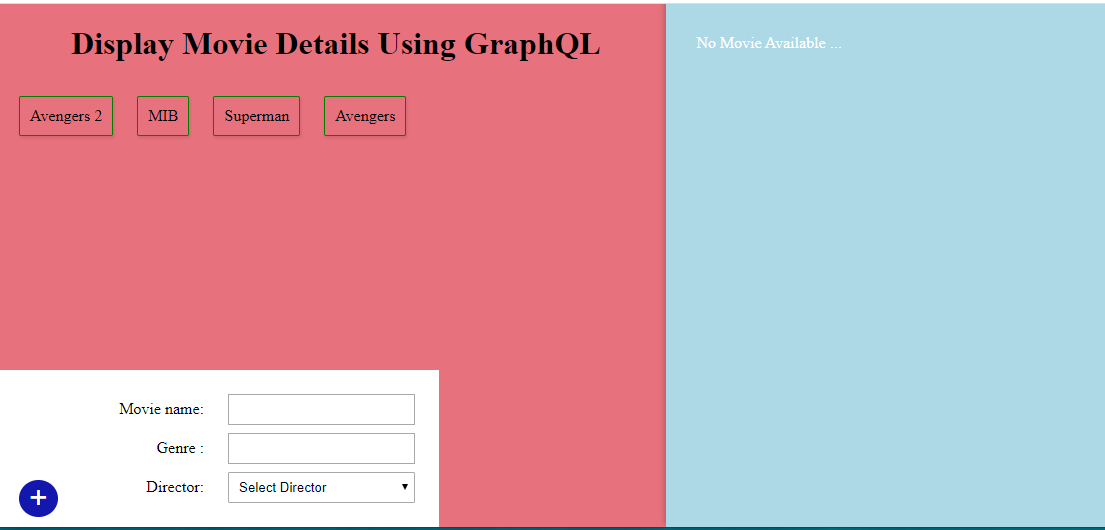 Display Movie Details Using GraphQL
No Movie Available ...
Avengers 2 MIB Superman Avengers
Movie name:
Genre :
Director: Select Director
+